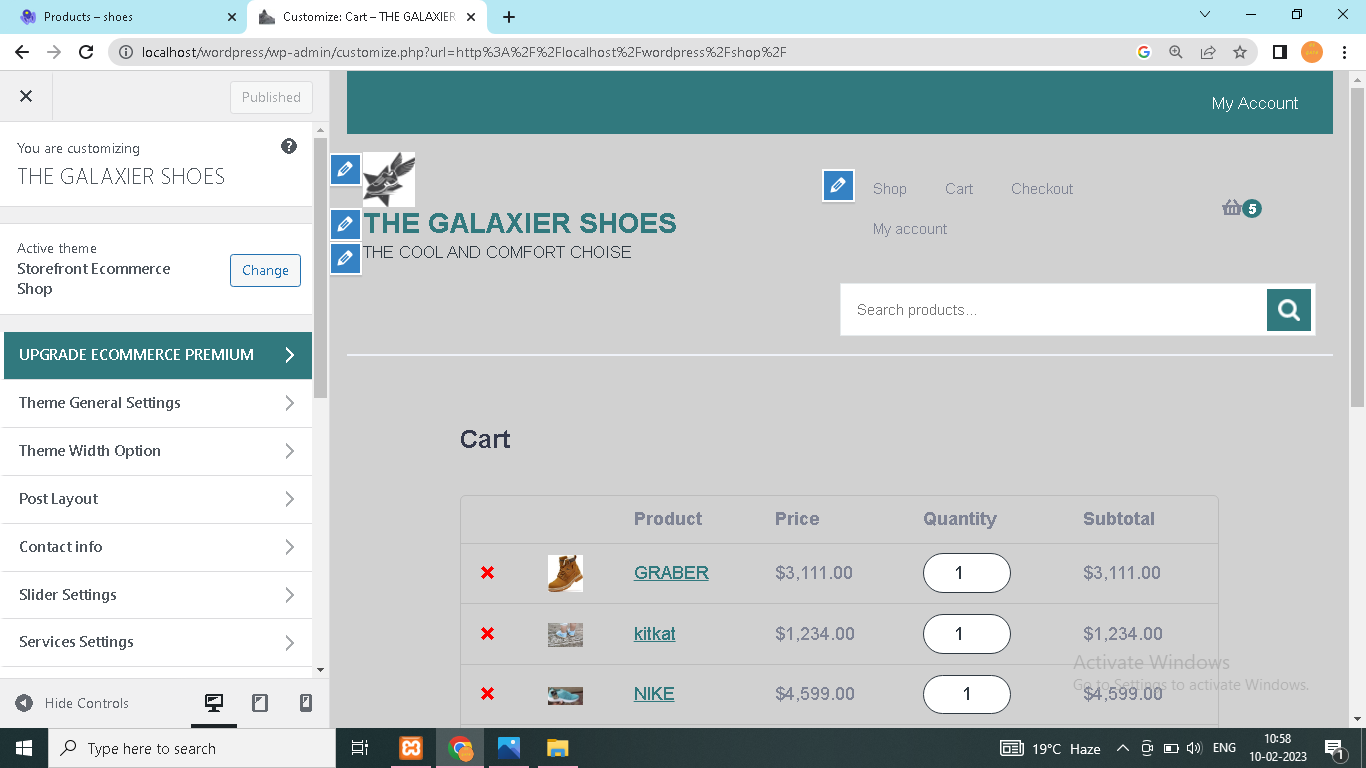 Products – shoes
Customize: Cart – THE GALAXIER
localhost/wordpress/wp-admin/customize.php?url=http%3A%2F%2Flocalhost%2Fwordpress%2Fshop%2F
Published
You are customizing
THE GALAXIER SHOES
Active theme
Storefront Ecommerce
Shop
Change
UPGRADE ECOMMERCE PREMIUM
Theme General Settings
Theme Width Option
Post Layout
Contact info
Slider Settings
Services Settings
Hide Controls
My Account
THE GALAXIER SHOES
THE COOL AND COMFORT CHOISE
Shop Cart Checkout
My account
5
Search products…
Cart
Product Price Quantity Subtotal
GRABER $3,111.00 1 $3,111.00
kitkat $1,234.00 1 $1,234.00
NIKE $4,599.00 1 $4,599.00
Activate Windows
Go to Settings to activate Windows.
Type here to search
19°C Haze
ENG
10:58
10-02-2023
1